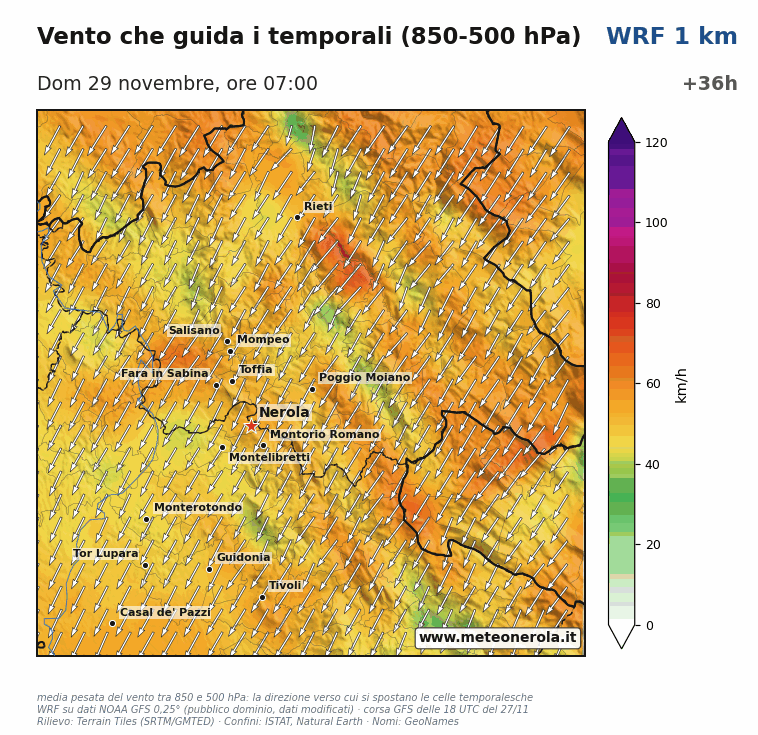 Vento che guida i temporali (850-500 hPa) WRF 1 km
Dom 29 novembre, ore 07:00 +36h
Rieti
Salisano
Mompeo
Fara in Sabina
Toffia
Poggio Moiano
Nerola
Montorio Romano
Montelibretti
Monterotondo
Tor Lupara
Guidonia
Tivoli
Casal de' Pazzi
www.meteonerola.it
120
100
80
60
40
20
0
km/h
media pesata del vento tra 850 e 500 hPa: la direzione verso cui si spostano le celle temporalesche
WRF su dati NOAA GFS 0,25° (pubblico dominio, dati modificati) · corsa GFS delle 18 UTC del 27/11
Rilievo: Terrain Tiles (SRTM/GMTED) · Confini: ISTAT, Natural Earth · Nomi: GeoNames